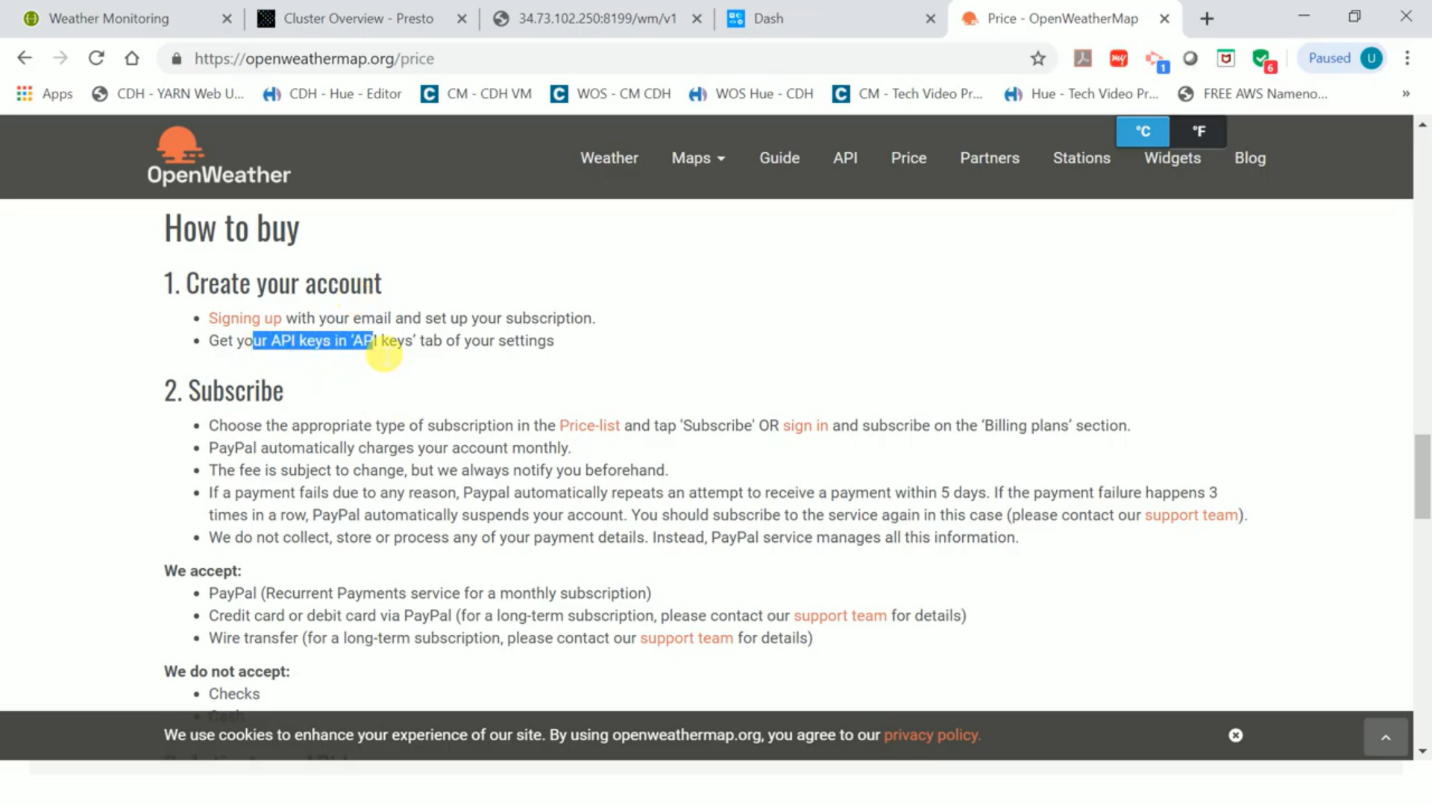 Weather Monitoring
Cluster Overview - Presto
34.73.102.250:8199/wm/v1
Dash
Price - OpenWeatherMap
https://openweathermap.org/price
1
6
Paused U
Apps
CDH - YARN Web U...
CDH - Hue - Editor
CM - CDH VM
WOS - CM CDH
WOS Hue - CDH
CM - Tech Video Pr...
Hue - Tech Video Pr...
FREE AWS Nameno...
»
°C °F
OpenWeather
Weather Maps Guide API Price Partners Stations Widgets Blog
How to buy
1. Create your account
• Signing up with your email and set up your subscription.
• Get your API keys in ‘API keys’ tab of your settings
2. Subscribe
• Choose the appropriate type of subscription in the Price-list and tap 'Subscribe' OR sign in and subscribe on the ‘Billing plans’ section.
• PayPal automatically charges your account monthly.
• The fee is subject to change, but we always notify you beforehand.
• If a payment fails due to any reason, Paypal automatically repeats an attempt to receive a payment within 5 days. If the payment failure happens 3
times in a row, PayPal automatically suspends your account. You should subscribe to the service again in this case (please contact our support team).
• We do not collect, store or process any of your payment details. Instead, PayPal service manages all this information.
We accept:
• PayPal (Recurrent Payments service for a monthly subscription)
• Credit card or debit card via PayPal (for a long-term subscription, please contact our support team for details)
• Wire transfer (for a long-term subscription, please contact our support team for details)
We do not accept:
• Checks
• Cash
We use cookies to enhance your experience of our site. By using openweathermap.org, you agree to our privacy policy.